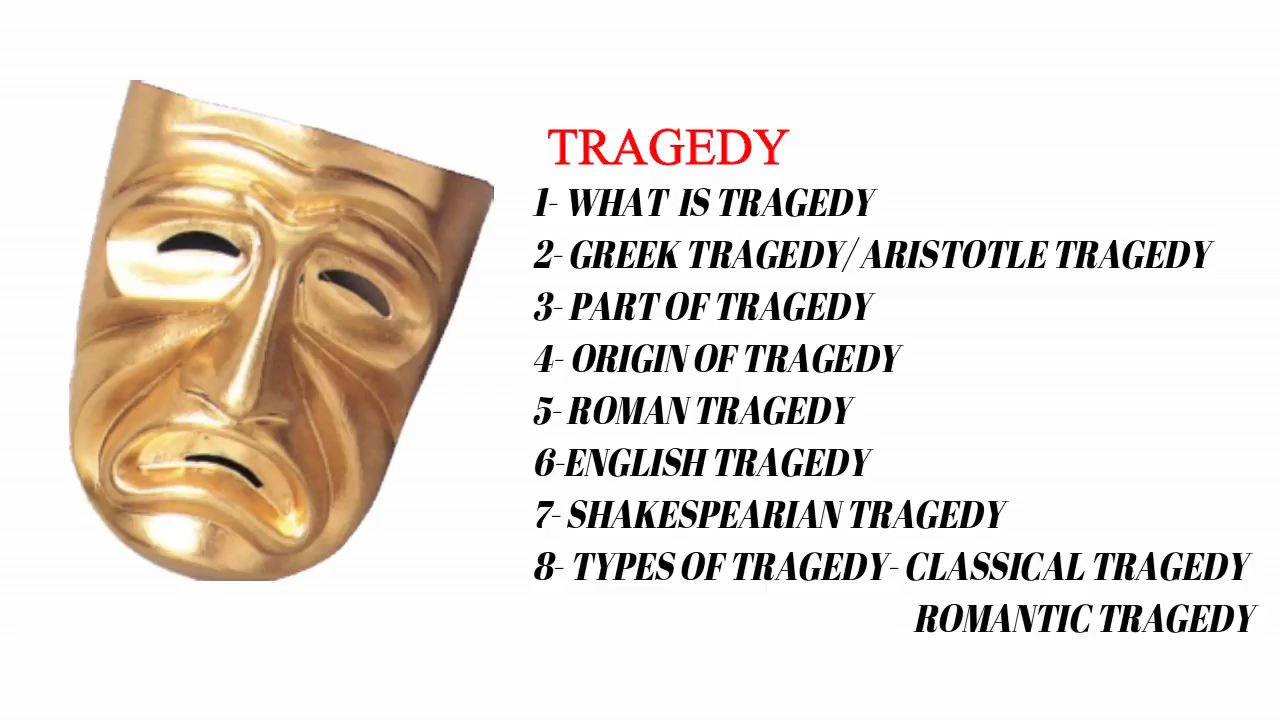 TRAGEDY
1- WHAT IS TRAGEDY
2- GREEK TRAGEDY/ ARISTOTLE TRAGEDY
3- PART OF TRAGEDY
4- ORIGIN OF TRAGEDY
5- ROMAN TRAGEDY
6-ENGLISH TRAGEDY
7- SHAKESPEARIAN TRAGEDY
8- TYPES OF TRAGEDY- CLASSICAL TRAGEDY
ROMANTIC TRAGEDY